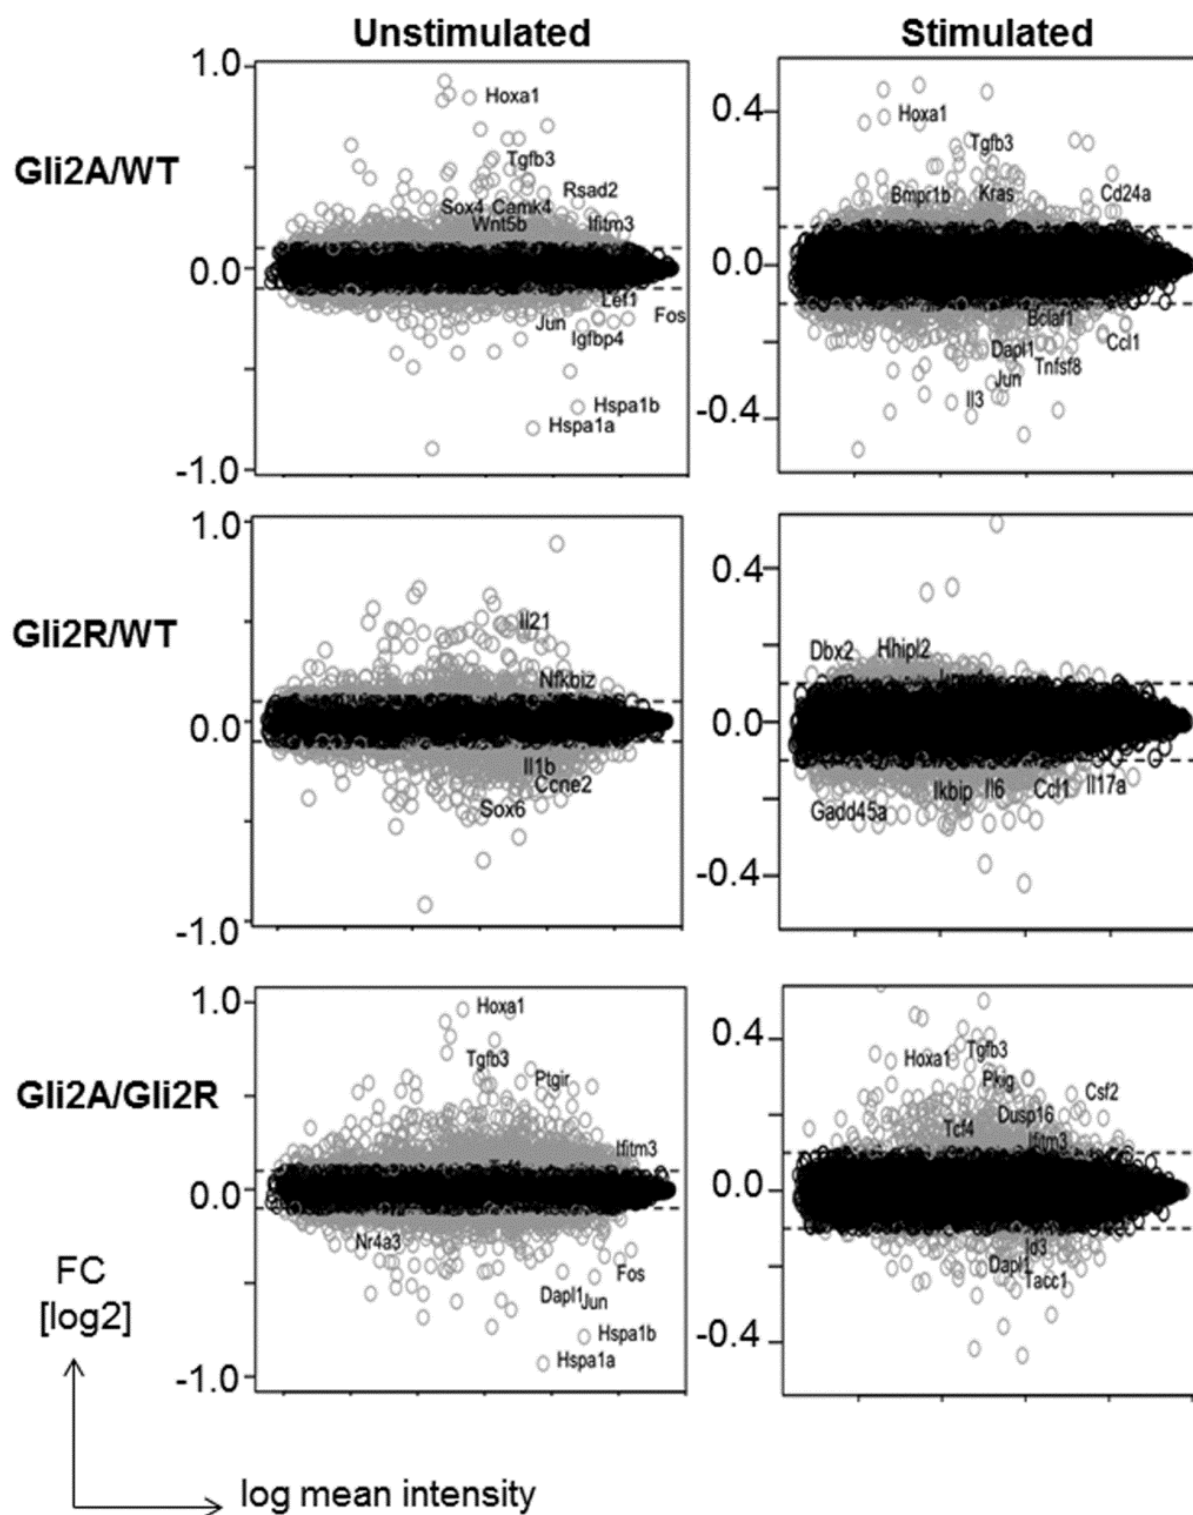 Unstimulated Stimulated
Gli2A/WT
1.0
0.0
-1.0
Hoxa1
Tgfb3
Rsad2
Sox4 Camk4
Wnt5b
Ifitm3
Lef1
Jun
Fos
Igfbp4
Hspa1b
Hspa1a
0.4
0.0
-0.4
Hoxa1
Tgfb3
Bmpr1b
Kras
Cd24a
Bclaf1
Dapl1
Ccl1
Tnfsf8
Jun
Il3
Gli2R/WT
1.0
0.0
-1.0
Il21
Nfkbiz
Il1b
Ccne2
Sox6
0.4
0.0
-0.4
Dbx2
Hhipl2
Ikbip
Il6
Ccl1
Il17a
Gadd45a
Gli2A/Gli2R
1.0
0.0
-1.0
Hoxa1
Tgfb3
Ptgir
Ifitm3
Nr4a3
Fos
Dapl1
Jun
Hspa1b
Hspa1a
0.4
0.0
-0.4
Hoxa1
Tgfb3
Pkig
Csf2
Dusp16
Tcf4
Ifitm3
Id3
Dapl1
Tacc1
FC
[log2]
log mean intensity